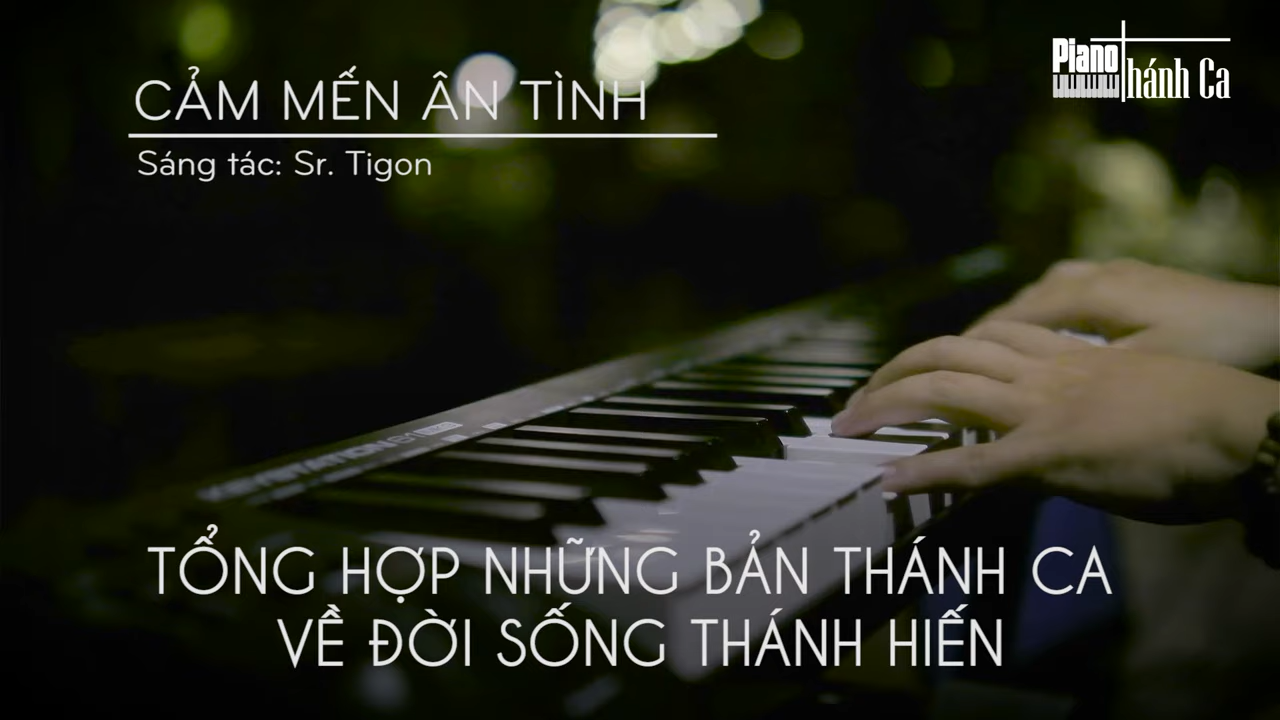 CẢM MẾN ÂN TÌNH
Piano
Thánh Ca
Sáng tác: Sr. Tigon
TỔNG HỢP NHỮNG BẢN THÁNH CA
VỀ ĐỜI SỐNG THÁNH HIẾN